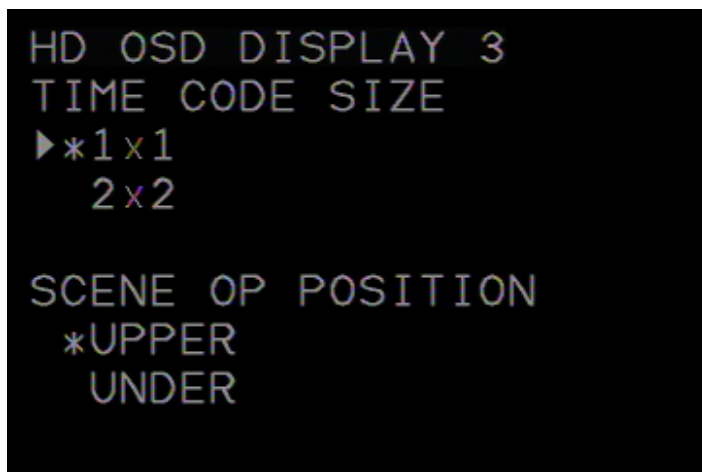 HD OSD DISPLAY 3
TIME CODE SIZE
▶*1x1
2x2
SCENE OP POSITION
*UPPER
UNDER